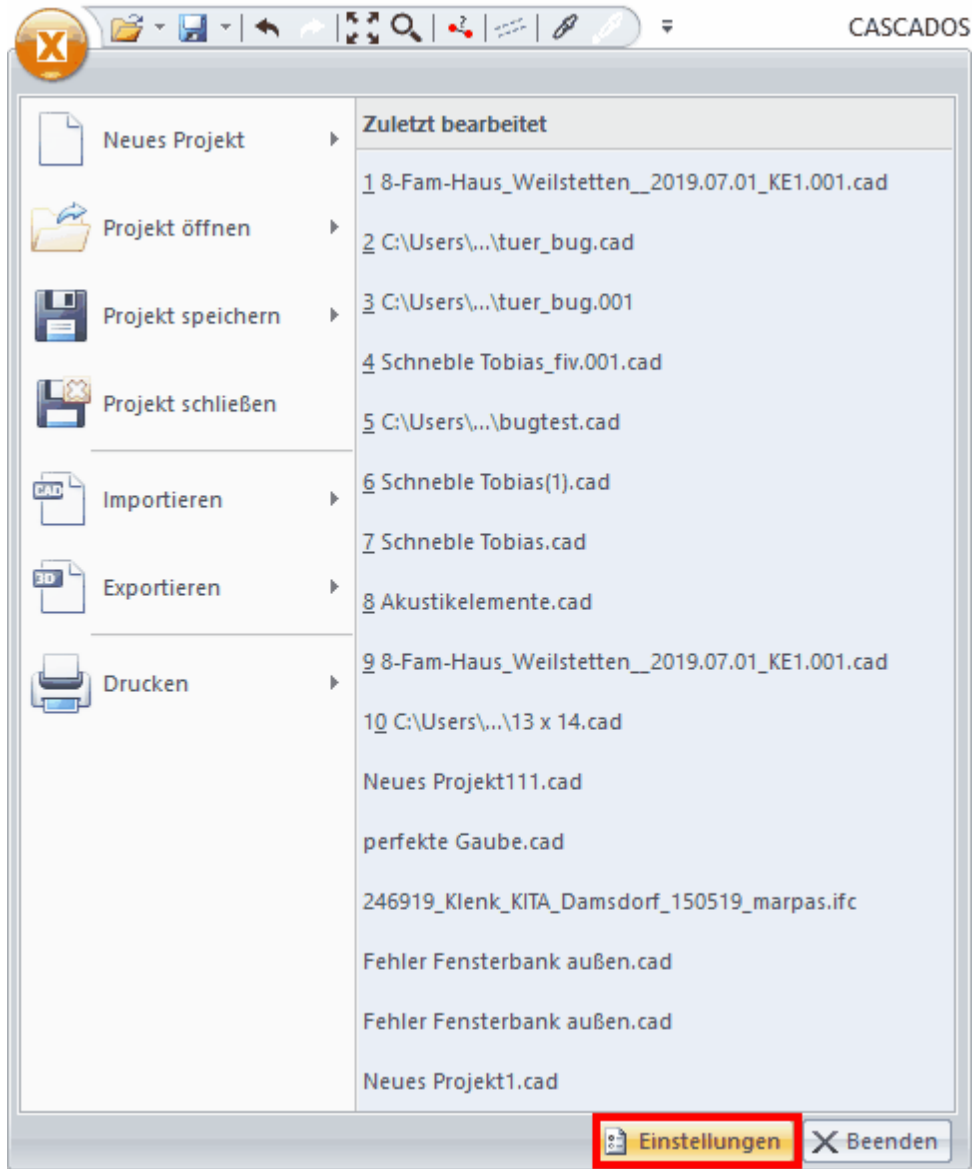 CASCADOS
Neues Projekt
Projekt öffnen
Projekt speichern
Projekt schließen
CAD
Importieren
3D
Exportieren
Drucken
Zuletzt bearbeitet
1 8-Fam-Haus_Weilstetten__2019.07.01_KE1.001.cad
2 C:\Users\...\tuer_bug.cad
3 C:\Users\...\tuer_bug.001
4 Schneble Tobias_fiv.001.cad
5 C:\Users\...\bugtest.cad
6 Schneble Tobias(1).cad
7 Schneble Tobias.cad
8 Akustikelemente.cad
9 8-Fam-Haus_Weilstetten__2019.07.01_KE1.001.cad
10 C:\Users\...\13 x 14.cad
Neues Projekt111.cad
perfekte Gaube.cad
246919_Klenk_KITA_Damsdorf_150519_marpas.ifc
Fehler Fensterbank außen.cad
Fehler Fensterbank außen.cad
Neues Projekt1.cad
Einstellungen
Beenden